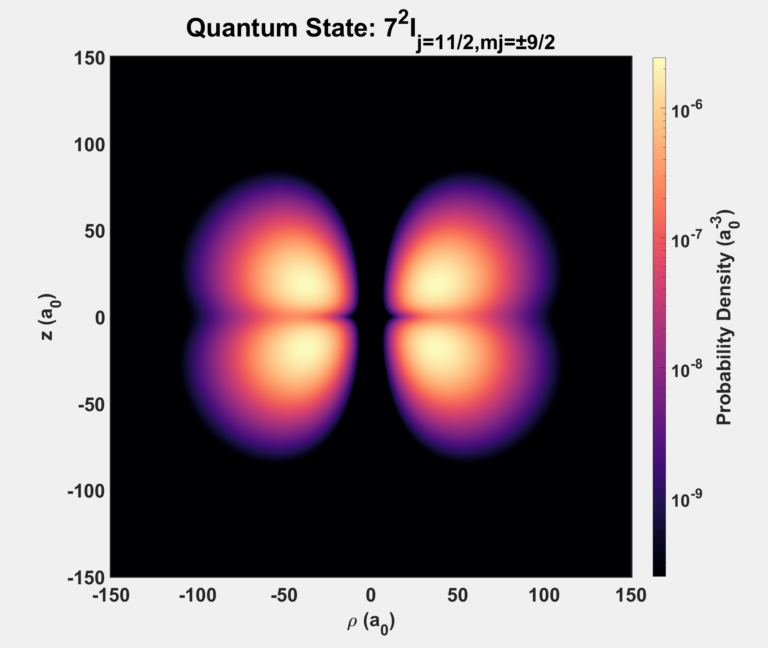 Quantum State: 7²I_j=11/2,mj=±9/2
150
100
50
0
-50
-100
-150
z (a₀)
-150 -100 -50 0 50 100 150
ρ (a₀)
10⁻⁶
10⁻⁷
10⁻⁸
10⁻⁹
Probability Density (a₀⁻³)